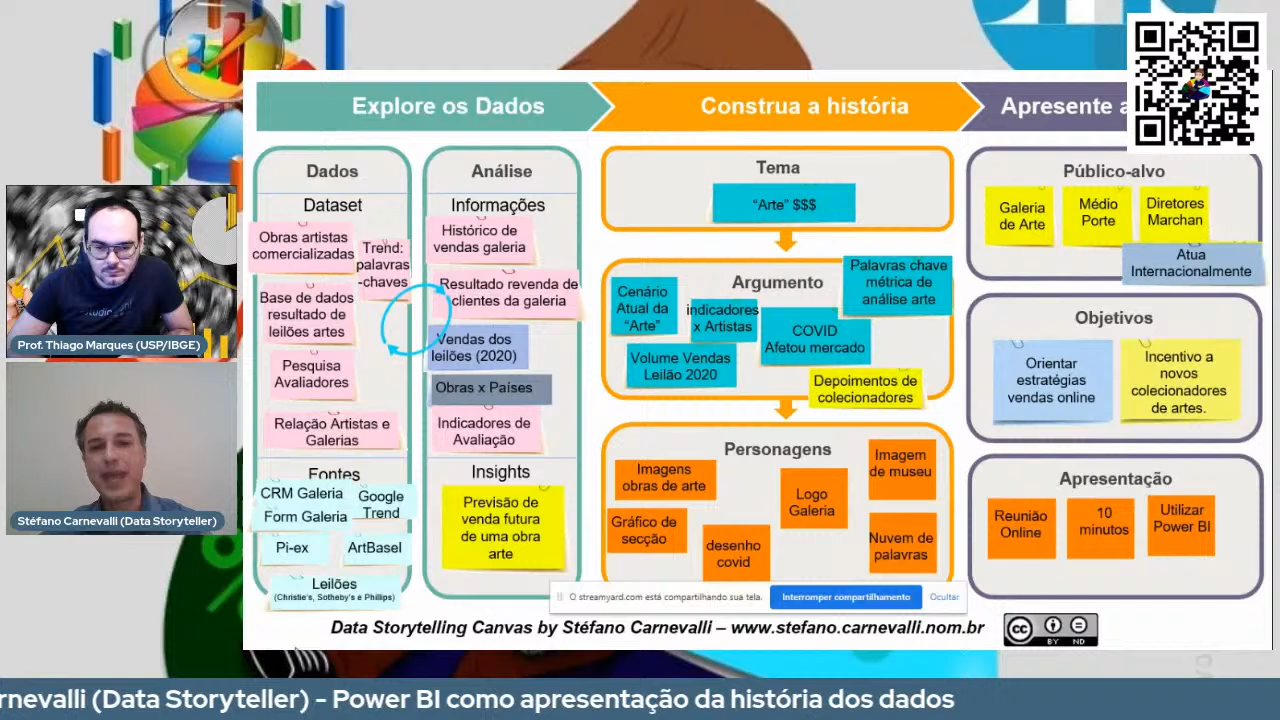 Explore os Dados
Construa a história
Apresente a
Dados
Dataset
Obras artistas
comercializadas
Trend:
palavras
-chaves
Base de dados
resultado de
leilões artes
Pesquisa
Avaliadores
Relação Artistas e
Galerias
Fontes
CRM Galeria
Form Galeria
Google
Trend
Pi-ex
ArtBasel
Leilões
(Christie's, Sotheby's e Phillips)
Análise
Informações
Histórico de
vendas galeria
Resultado revenda de
clientes da galeria
Vendas dos
leilões (2020)
Obras x Países
Indicadores de
Avaliação
Insights
Previsão de
venda futura
de uma obra
arte
Tema
“Arte” $$$
Argumento
Cenário
Atual da
“Arte”
indicadores
x Artistas
Palavras chave
métrica de
análise arte
COVID
Afetou mercado
Volume Vendas
Leilão 2020
Depoimentos de
colecionadores
Personagens
Imagens
obras de arte
Imagem
de museu
Logo
Galeria
Gráfico de
secção
desenho
covid
Nuvem de
palavras
Público-alvo
Galeria
de Arte
Médio
Porte
Diretores
Marchan
Atua
Internacionalmente
Objetivos
Orientar
estratégias
vendas online
Incentivo a
novos
colecionadores
de artes.
Apresentação
Reunião
Online
10
minutos
Utilizar
Power BI
O streamyard.com está compartilhando sua tela.
Interromper compartilhamento
Ocultar
Data Storytelling Canvas by Stéfano Carnevalli – www.stefano.carnevalli.nom.br
cc
BY ND
Prof. Thiago Marques (USP/IBGE)
Stéfano Carnevalli (Data Storyteller)
rnevalli (Data Storyteller) - Power BI como apresentação da história dos dados